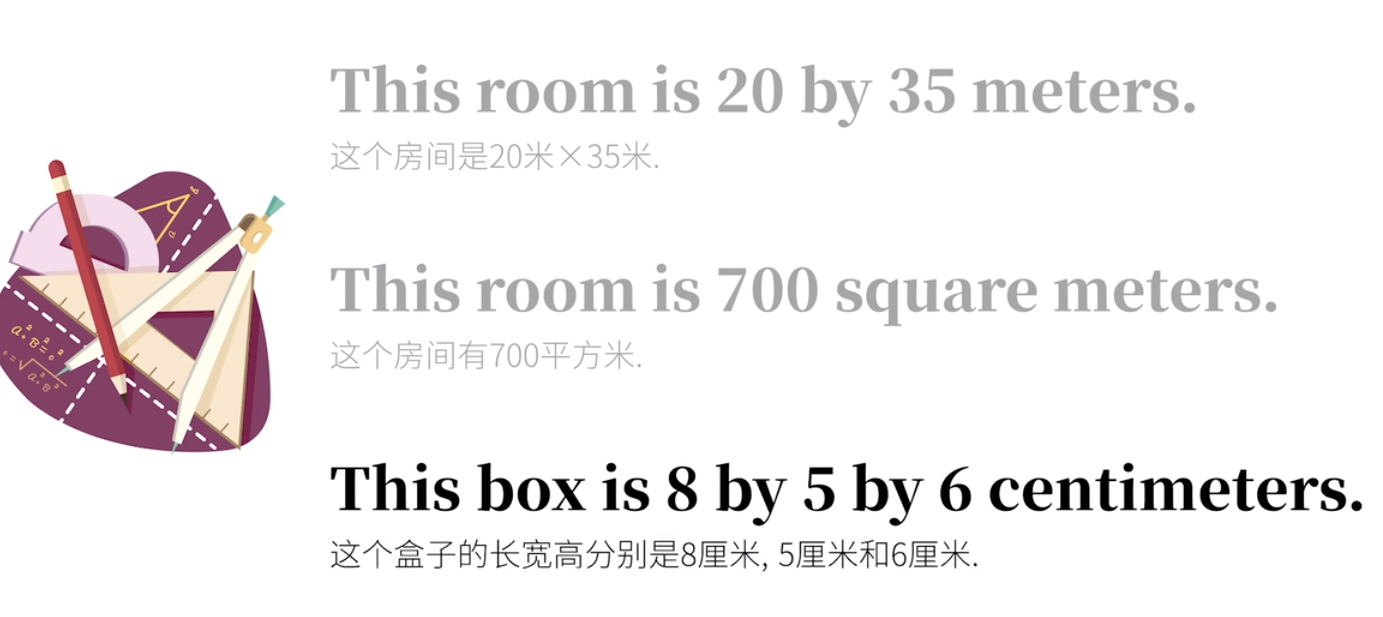 This room is 20 by 35 meters.
这个房间是20米×35米.
This room is 700 square meters.
这个房间有700平方米.
This box is 8 by 5 by 6 centimeters.
这个盒子的长宽高分别是8厘米, 5厘米和6厘米.